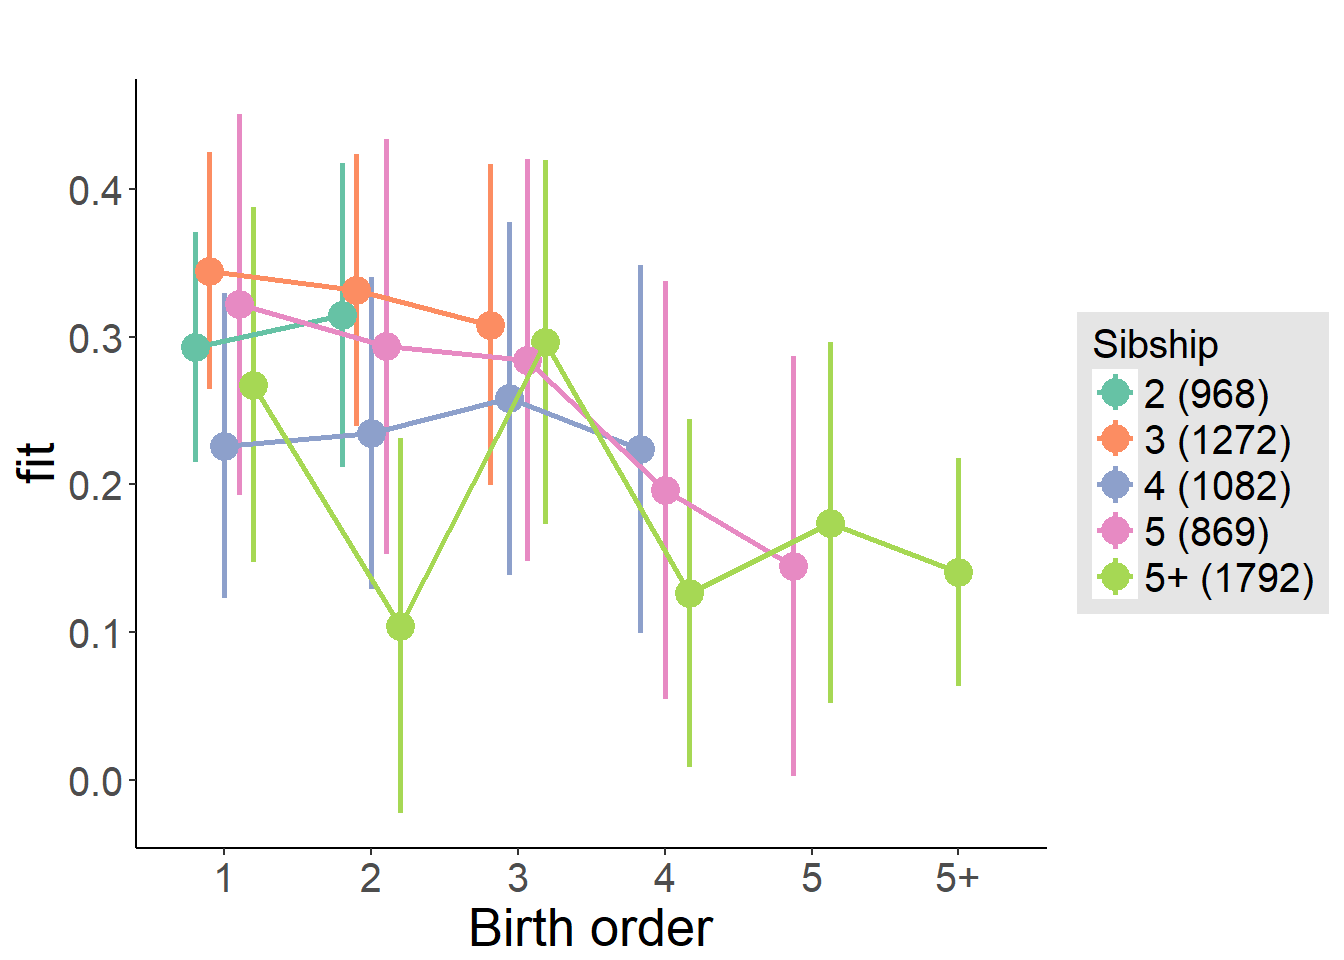 0.4
0.3
0.2
0.1
0.0
fit
1 2 3 4 5 5+
Birth order
Sibship
2 (968)
3 (1272)
4 (1082)
5 (869)
5+ (1792)